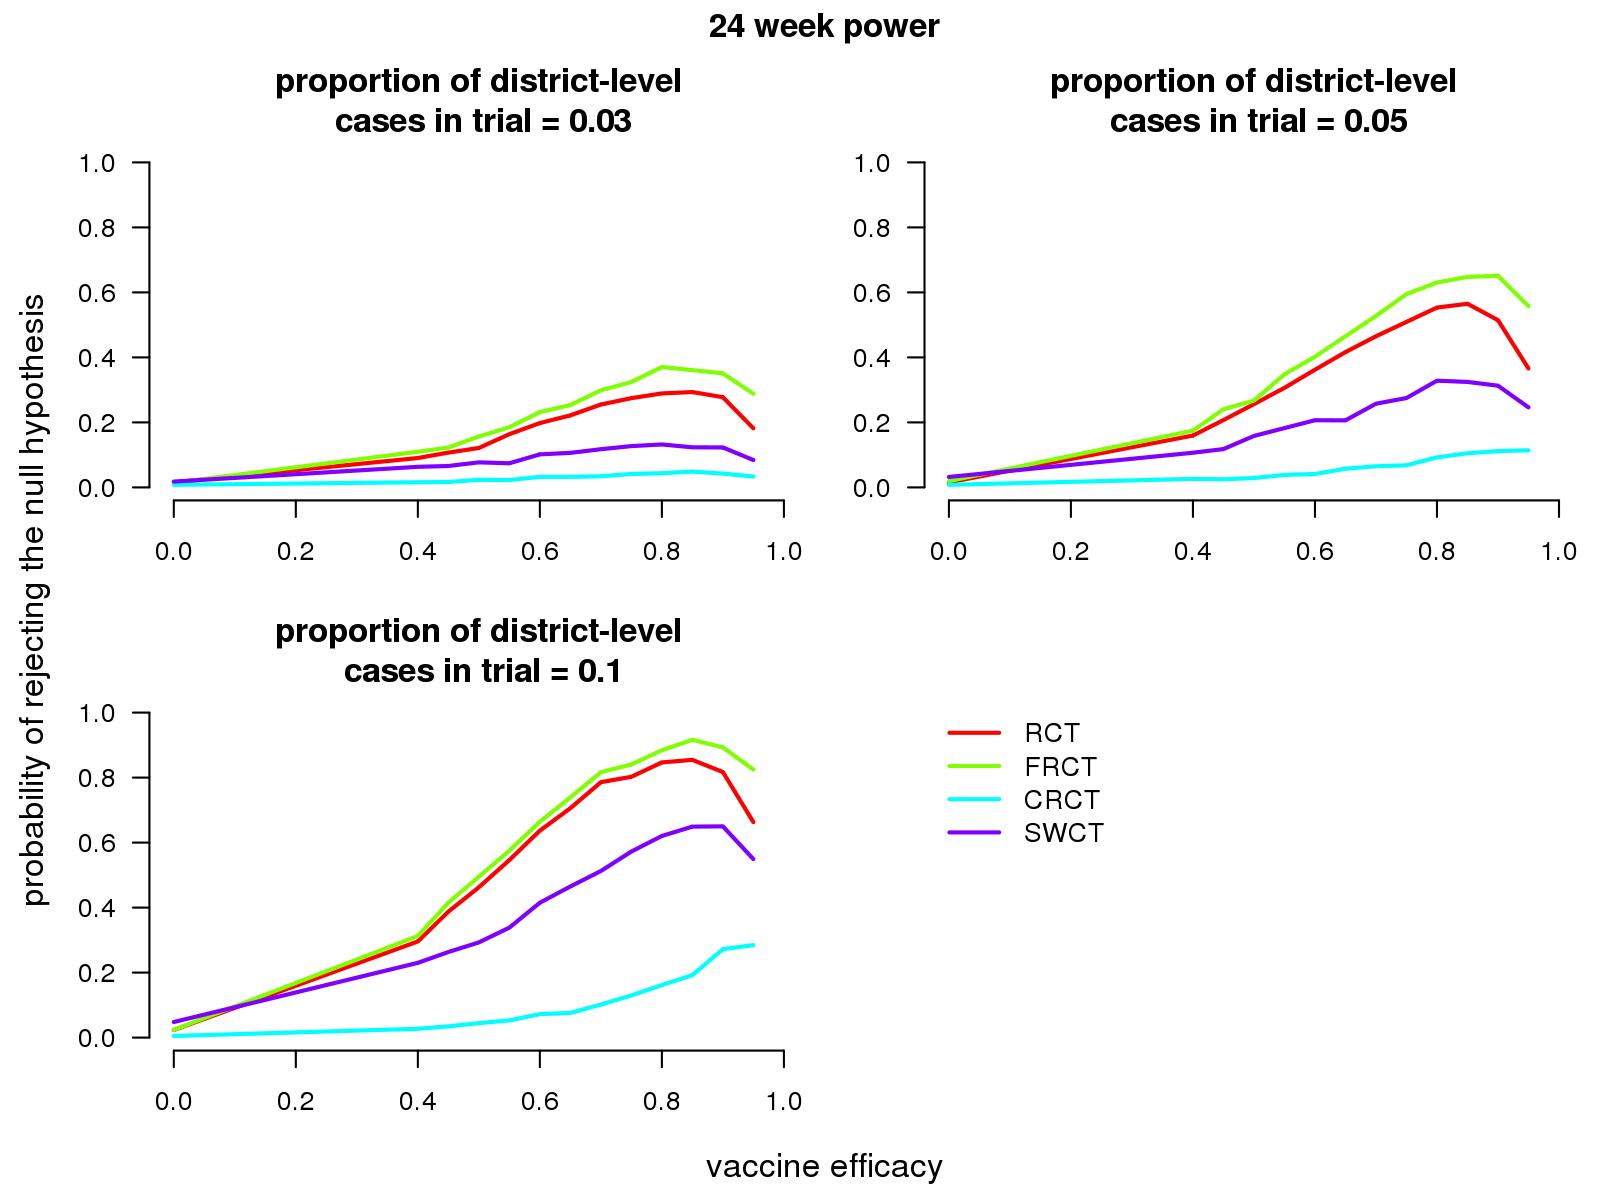 24 week power
proportion of district-level
cases in trial = 0.03
1.0
0.8
0.6
0.4
0.2
0.0
0.0 0.2 0.4 0.6 0.8 1.0
proportion of district-level
cases in trial = 0.05
1.0
0.8
0.6
0.4
0.2
0.0
0.0 0.2 0.4 0.6 0.8 1.0
probability of rejecting the null hypothesis
proportion of district-level
cases in trial = 0.1
1.0
0.8
0.6
0.4
0.2
0.0
0.0 0.2 0.4 0.6 0.8 1.0
RCT
FRCT
CRCT
SWCT
vaccine efficacy